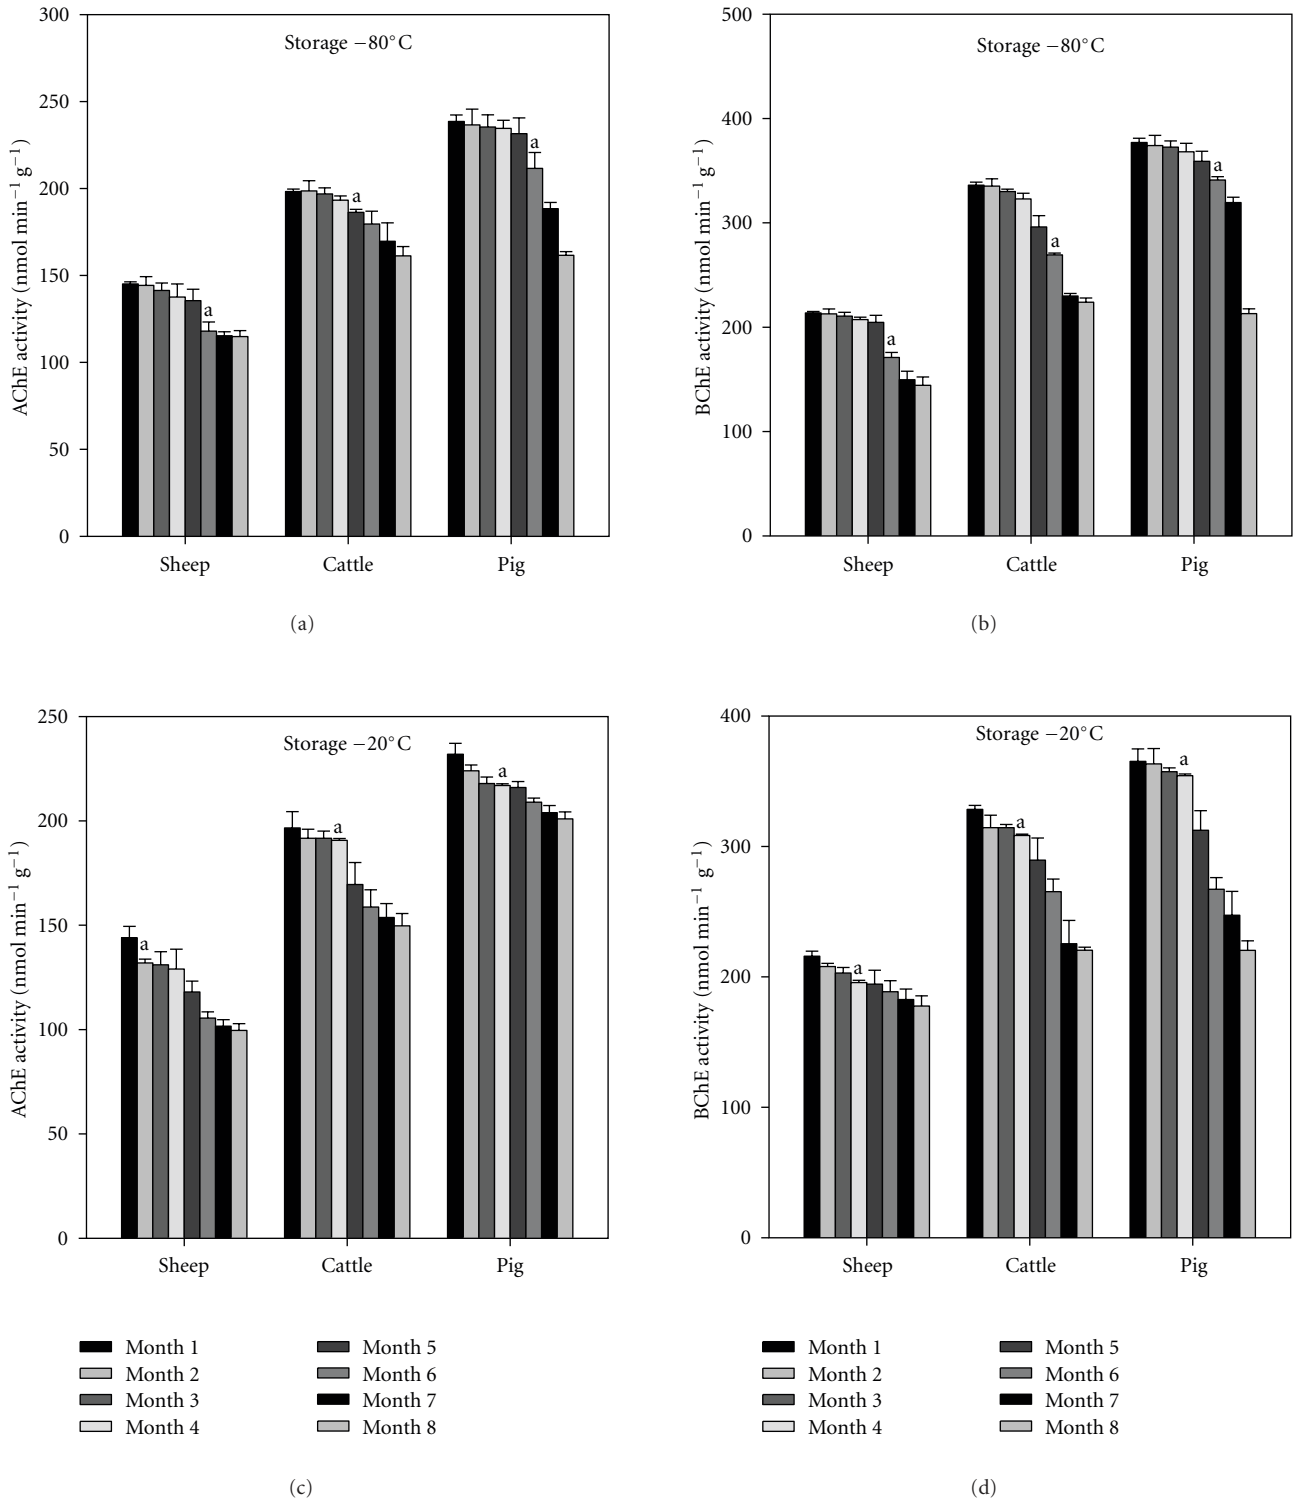 Storage −80°C
AChE activity (nmol min−1 g−1)
300
250
200
150
100
50
0
a
a
a
Sheep Cattle Pig
(a)
Storage −80°C
BChE activity (nmol min−1 g−1)
500
400
300
200
100
0
a
a
a
Sheep Cattle Pig
(b)
Storage −20°C
AChE activity (nmol min−1 g−1)
250
200
150
100
50
0
a
a
a
Sheep Cattle Pig
Month 1 Month 5
Month 2 Month 6
Month 3 Month 7
Month 4 Month 8
(c)
Storage −20°C
BChE activity (nmol min−1 g−1)
400
300
200
100
0
a
a
a
Sheep Cattle Pig
Month 1 Month 5
Month 2 Month 6
Month 3 Month 7
Month 4 Month 8
(d)